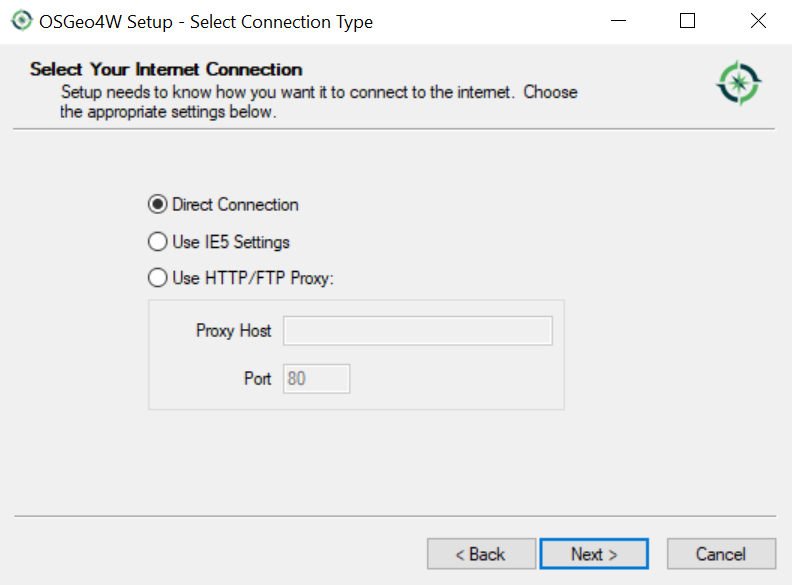 OSGeo4W Setup - Select Connection Type
Select Your Internet Connection
Setup needs to know how you want it to connect to the internet. Choose
the appropriate settings below.
Direct Connection
Use IE5 Settings
Use HTTP/FTP Proxy:
Proxy Host
Port 80
< Back Next > Cancel